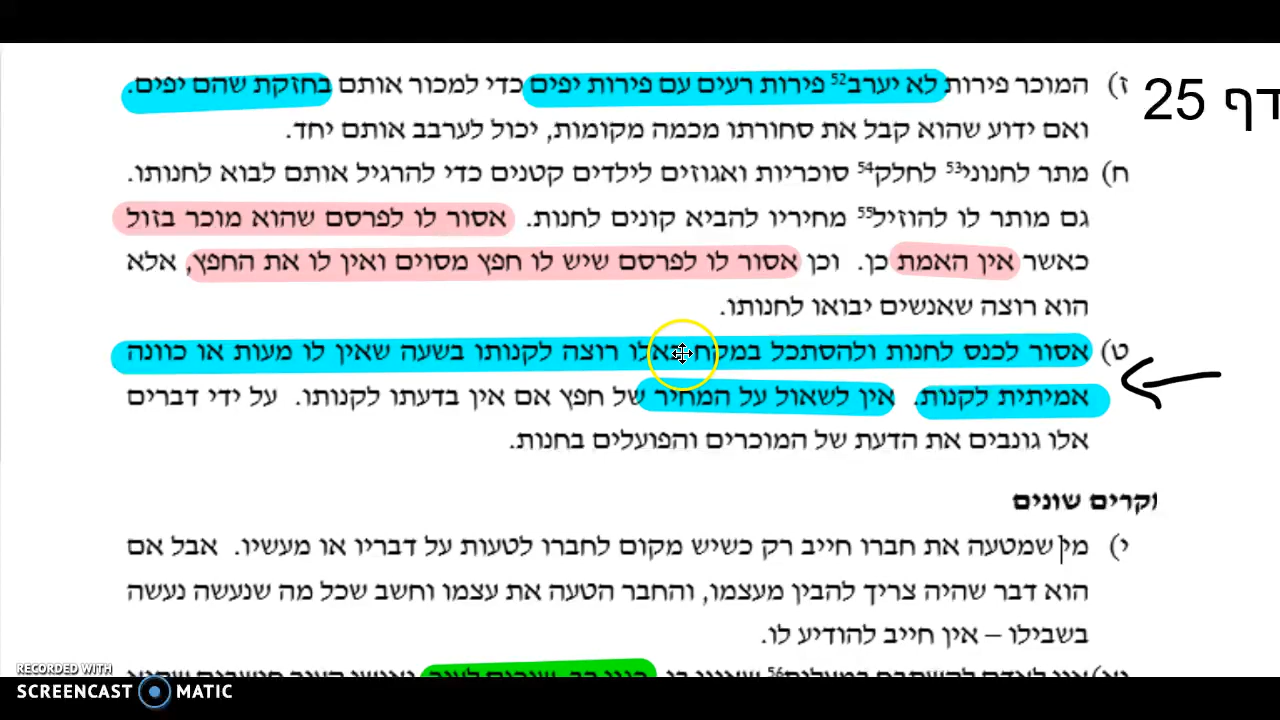 דף 25
ז) המוכר פירות לא יערב52 פירות רעים עם פירות יפים כדי למכור אותם בחזקת שהם יפים.
ואם ידוע שהוא קבל את סחורתו מכמה מקומות, יכול לערבב אותם יחד.
ח) מתר לחנווני53 לחלק54 סוכריות ואגוזים לילדים קטנים כדי להרגיל אותם לבוא לחנותו.
גם מותר לו להוזיל55 מחיריו להביא קונים לחנות. אסור לו לפרסם שהוא מוכר בזול
כאשר אין האמת כן. וכן אסור לו לפרסם שיש לו חפץ מסוים ואין לו את החפץ, אלא
הוא רוצה שאנשים יבואו לחנותו.
ט) אסור לכנס לחנות ולהסתכל במקח כאלו רוצה לקנותו בשעה שאין לו מעות או כוונה
אמיתית לקנות. אין לשאול על המחיר של חפץ אם אין בדעתו לקנותו. על ידי דברים
אלו גונבים את הדעת של המוכרים והפועלים בחנות.
וקרים שונים
י) מי שמטעה את חברו חייב רק כשיש מקום לחברו לטעות על דבריו או מעשיו. אבל אם
הוא דבר שהיה צריך להבין מעצמו, והחבר הטעה את עצמו וחשב שכל מה שנעשה נעשה
בשבילו – אין חייב להודיע לו.
RECORDED WITH
SCREENCAST MATIC